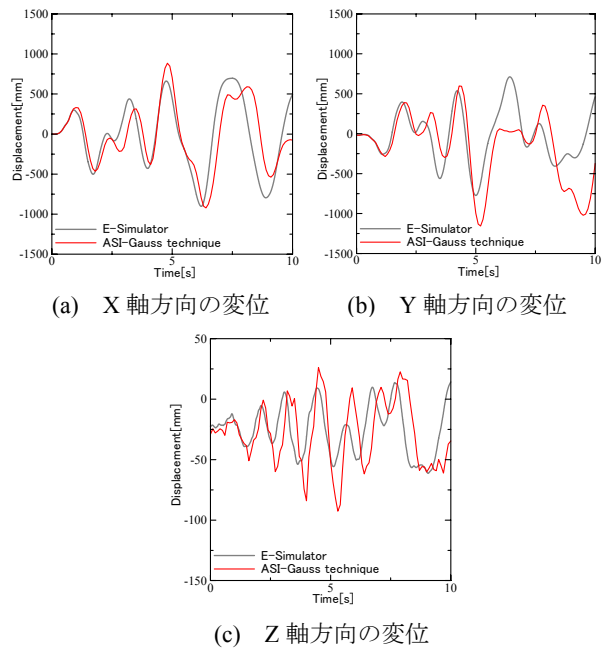 1500
1000
500
0
-500
-1000
-1500
Displacement[mm]
E-Simulator
ASI-Gauss technique
0
5
10
Time[s]
(a) X 軸方向の変位
1500
1000
500
0
-500
-1000
-1500
Displacement[mm]
E-Simulator
ASI-Gauss technique
0
5
10
Time[s]
(b) Y 軸方向の変位
50
0
-50
-100
-150
Displacement[mm]
E-Simulator
ASI-Gauss technique
0
5
10
Time[s]
(c) Z 軸方向の変位